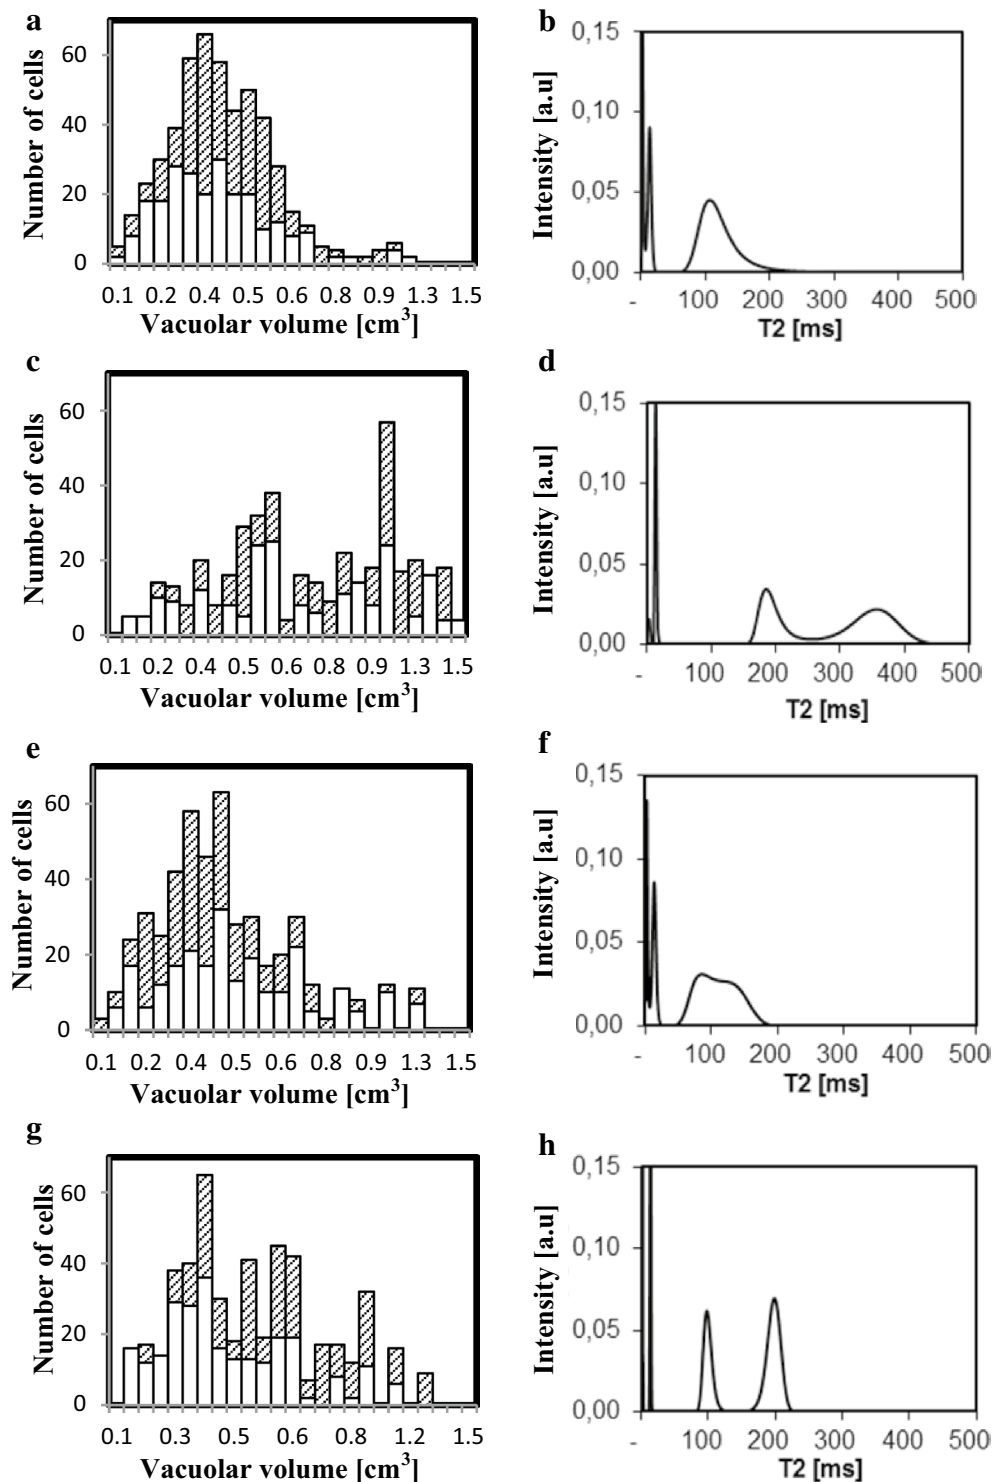 a
Number of cells
60
40
20
0
0.1 0.2 0.4 0.5 0.6 0.8 0.9 1.3 1.5
Vacuolar volume [cm³]
b
Intensity [a.u]
0,15
0,10
0,05
0,00
- 100 200 300 400 500
T2 [ms]
c
Number of cells
60
40
20
0
0.1 0.2 0.4 0.5 0.6 0.8 0.9 1.3 1.5
Vacuolar volume [cm³]
d
Intensity [a.u]
0,15
0,10
0,05
0,00
- 100 200 300 400 500
T2 [ms]
e
Number of cells
60
40
20
0
0.1 0.2 0.4 0.5 0.6 0.8 0.9 1.3 1.5
Vacuolar volume [cm³]
f
Intensity [a.u]
0,15
0,10
0,05
0,00
- 100 200 300 400 500
T2 [ms]
g
Number of cells
60
40
20
0
0.1 0.3 0.5 0.6 0.8 1.2 1.5
Vacuolar volume [cm³]
h
Intensity [a.u]
0,15
0,10
0,05
0,00
- 100 200 300 400 500
T2 [ms]